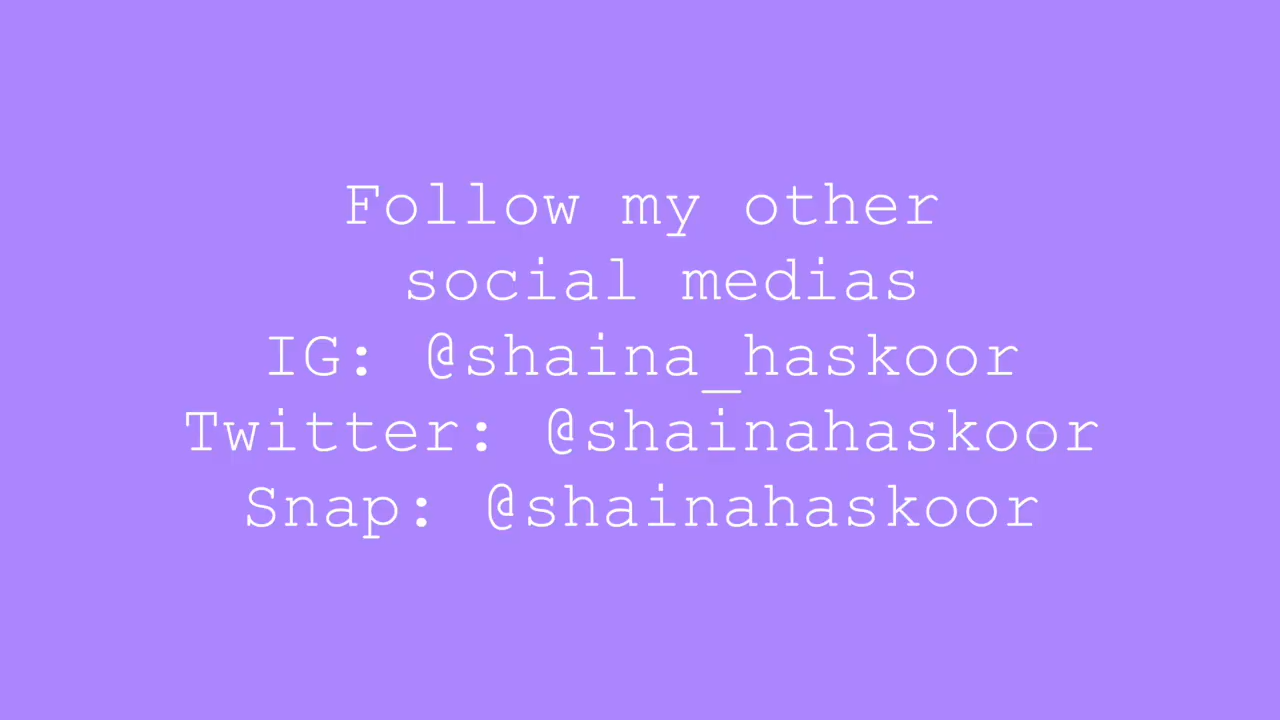 Follow my other
social medias
IG: @shaina_haskoor
Twitter: @shainahaskoor
Snap: @shainahaskoor